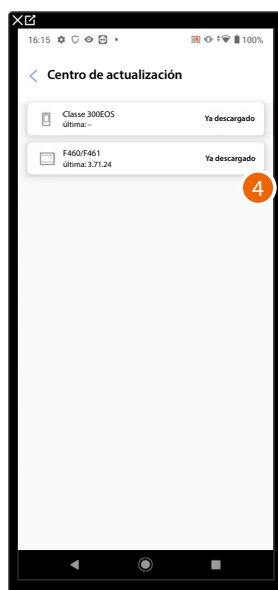 16:15
100%
Centro de actualización
Classe 300EOS
última: –
Ya descargado
F460/F461
última: 3.71.24
Ya descargado
4